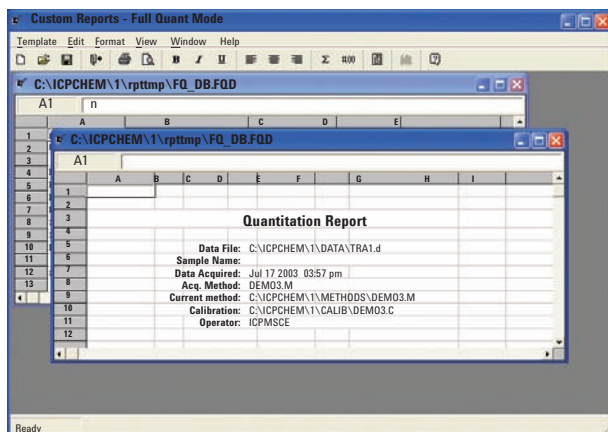 Custom Reports - Full Quant Mode
Template Edit Format View Window Help
B I U Σ #.00
C:\ICPCHEM\1\rpttmp\FQ_DB.FQD
A1 n
A B C D E
1
2
3
4
5
6
7
8
9
10
11
12
13
C:\ICPCHEM\1\rpttmp\FQ_DB.FQD
A1
A B C D E F G H I
1
2
3 Quantitation Report
4
5 Data File: C:\ICPCHEM\1\DATA\TRA1.d
6 Sample Name:
7 Data Acquired: Jul 17 2003 03:57 pm
8 Acq. Method: DEMO3.M
9 Current method: C:\ICPCHEM\1\METHODS\DEMO3.M
10 Calibration: C:\ICPCHEM\1\CALIB\DEMO3.C
11 Operator: ICPMSCE
12
Ready